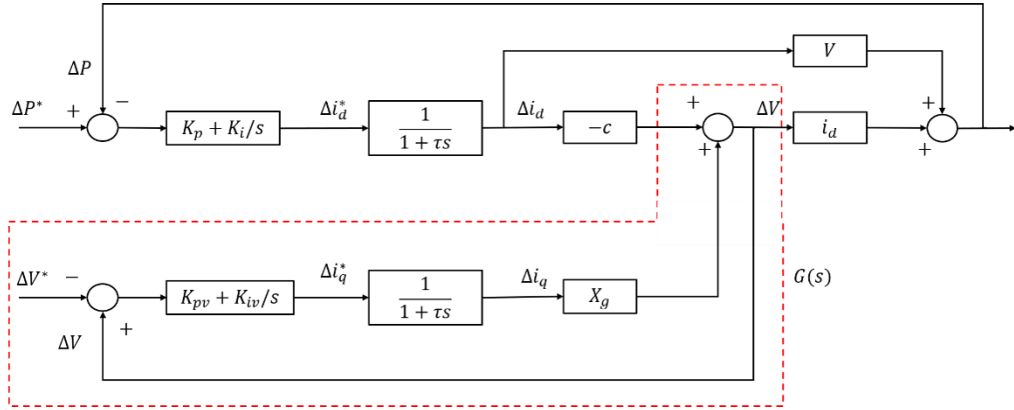 ΔP
V
ΔP*
+
−
K_p + K_i/s
Δi_d^*
1
1 + τs
Δi_d
−c
+
+
ΔV
i_d
+
+
ΔV*
−
K_pv + K_iv/s
Δi_q^*
1
1 + τs
Δi_q
X_g
G(s)
ΔV
+